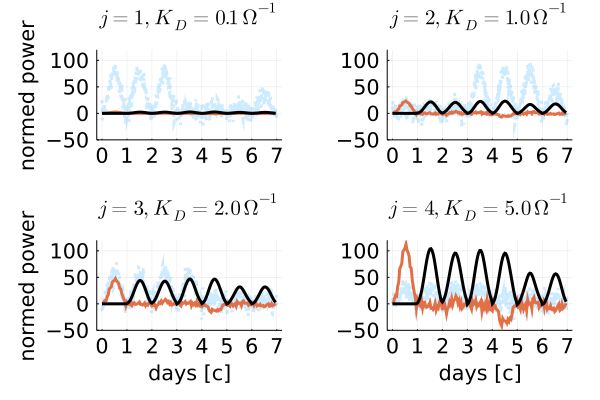 j = 1, K_D = 0.1 Ω⁻¹
j = 2, K_D = 1.0 Ω⁻¹
normed power
100
50
0
−50
0 1 2 3 4 5 6 7
100
50
0
−50
0 1 2 3 4 5 6 7
j = 3, K_D = 2.0 Ω⁻¹
j = 4, K_D = 5.0 Ω⁻¹
normed power
100
50
0
−50
0 1 2 3 4 5 6 7
days [c]
100
50
0
−50
0 1 2 3 4 5 6 7
days [c]